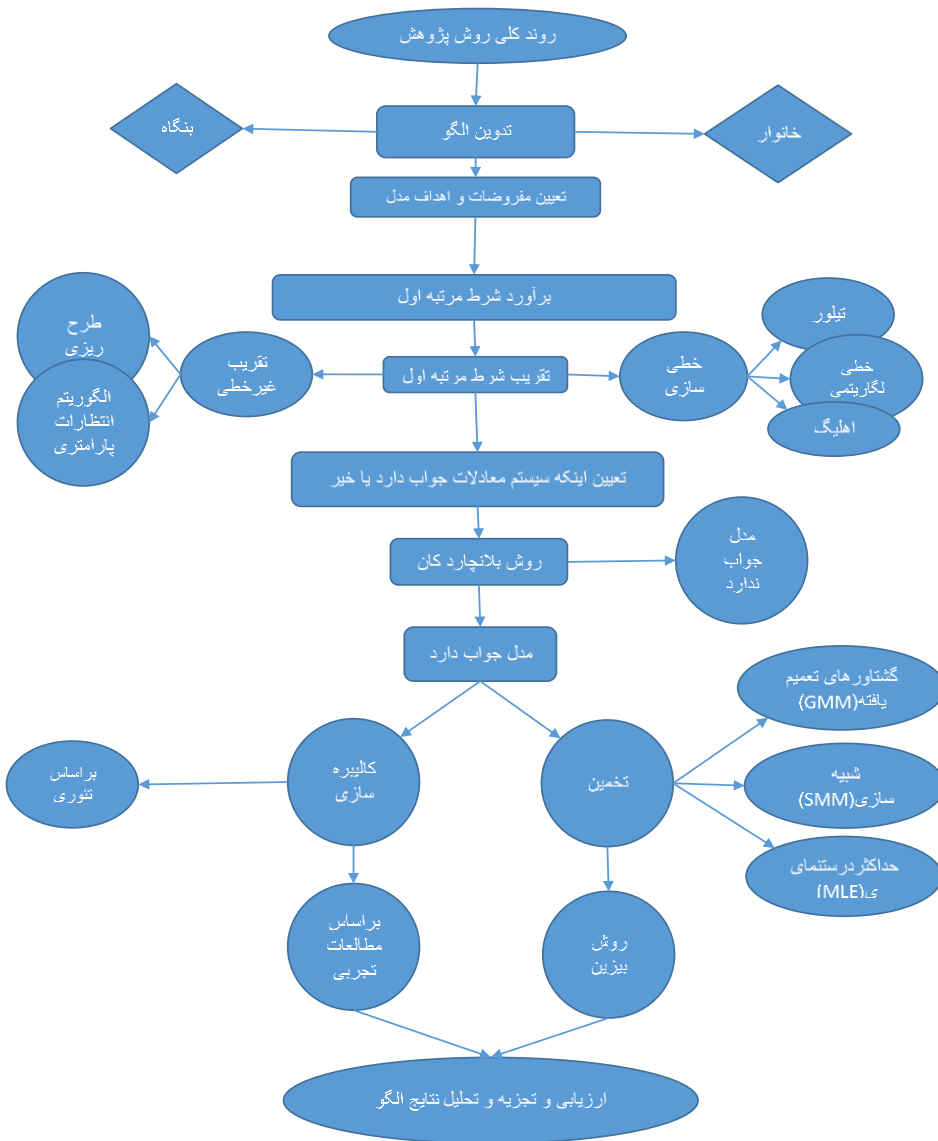 روند کلی روش پژوهش
خانوار
تدوین الگو
بنگاه
تعیین مفروضات و اهداف مدل
برآورد شرط مرتبه اول
تیلور
خطی
لگاریتمی
اهلیگ
خطی
سازی
تقریب شرط مرتبه اول
تقریب
غیرخطی
طرح
ریزی
الگوریتم
انتظارات
پارامتری
تعیین اینکه سیستم معادلات جواب دارد یا خیر
روش بلانچارد کان
مدل
جواب
ندارد
مدل جواب دارد
گشتاورهای تعمیم
یافته(GMM)
شبیه
سازی(SMM)
حداکثردرستنمای
ی(MLE)
تخمین
کالیبره
سازی
براساس
تئوری
روش
بیزین
براساس
مطالعات
تجربی
ارزیابی و تجزیه و تحلیل نتایج الگو